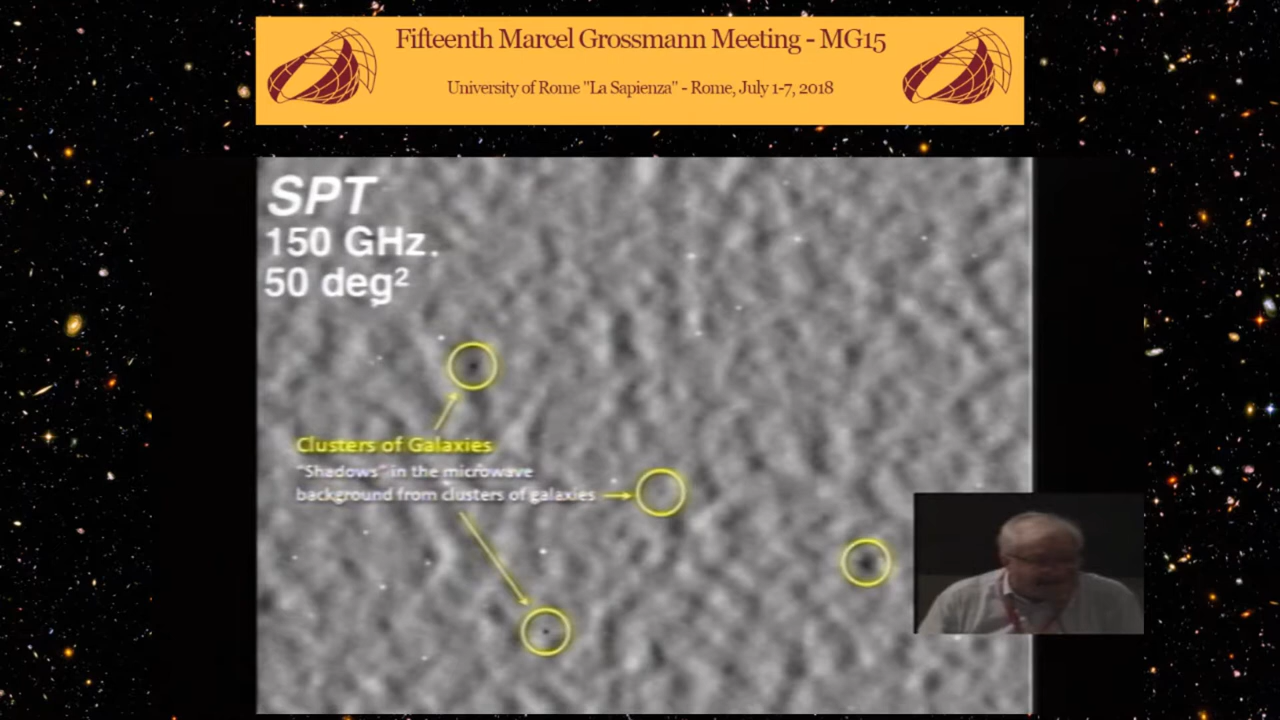 Fifteenth Marcel Grossmann Meeting - MG15
University of Rome "La Sapienza" - Rome, July 1-7, 2018
SPT
150 GHz.
50 deg²
Clusters of Galaxies
"Shadows" in the microwave
background from clusters of galaxies